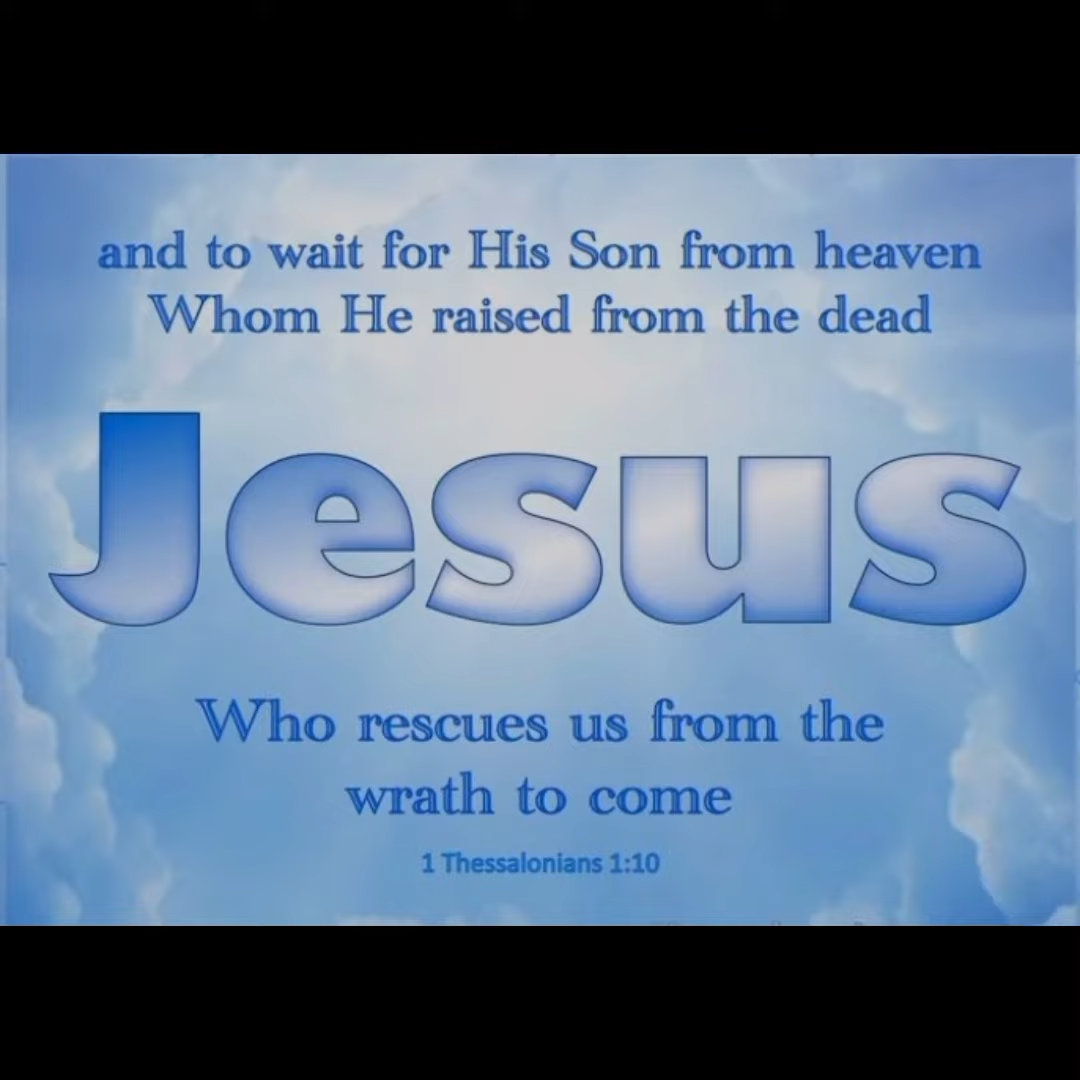 and to wait for His Son from heaven
Whom He raised from the dead
Jesus
Who rescues us from the
wrath to come
1 Thessalonians 1:10